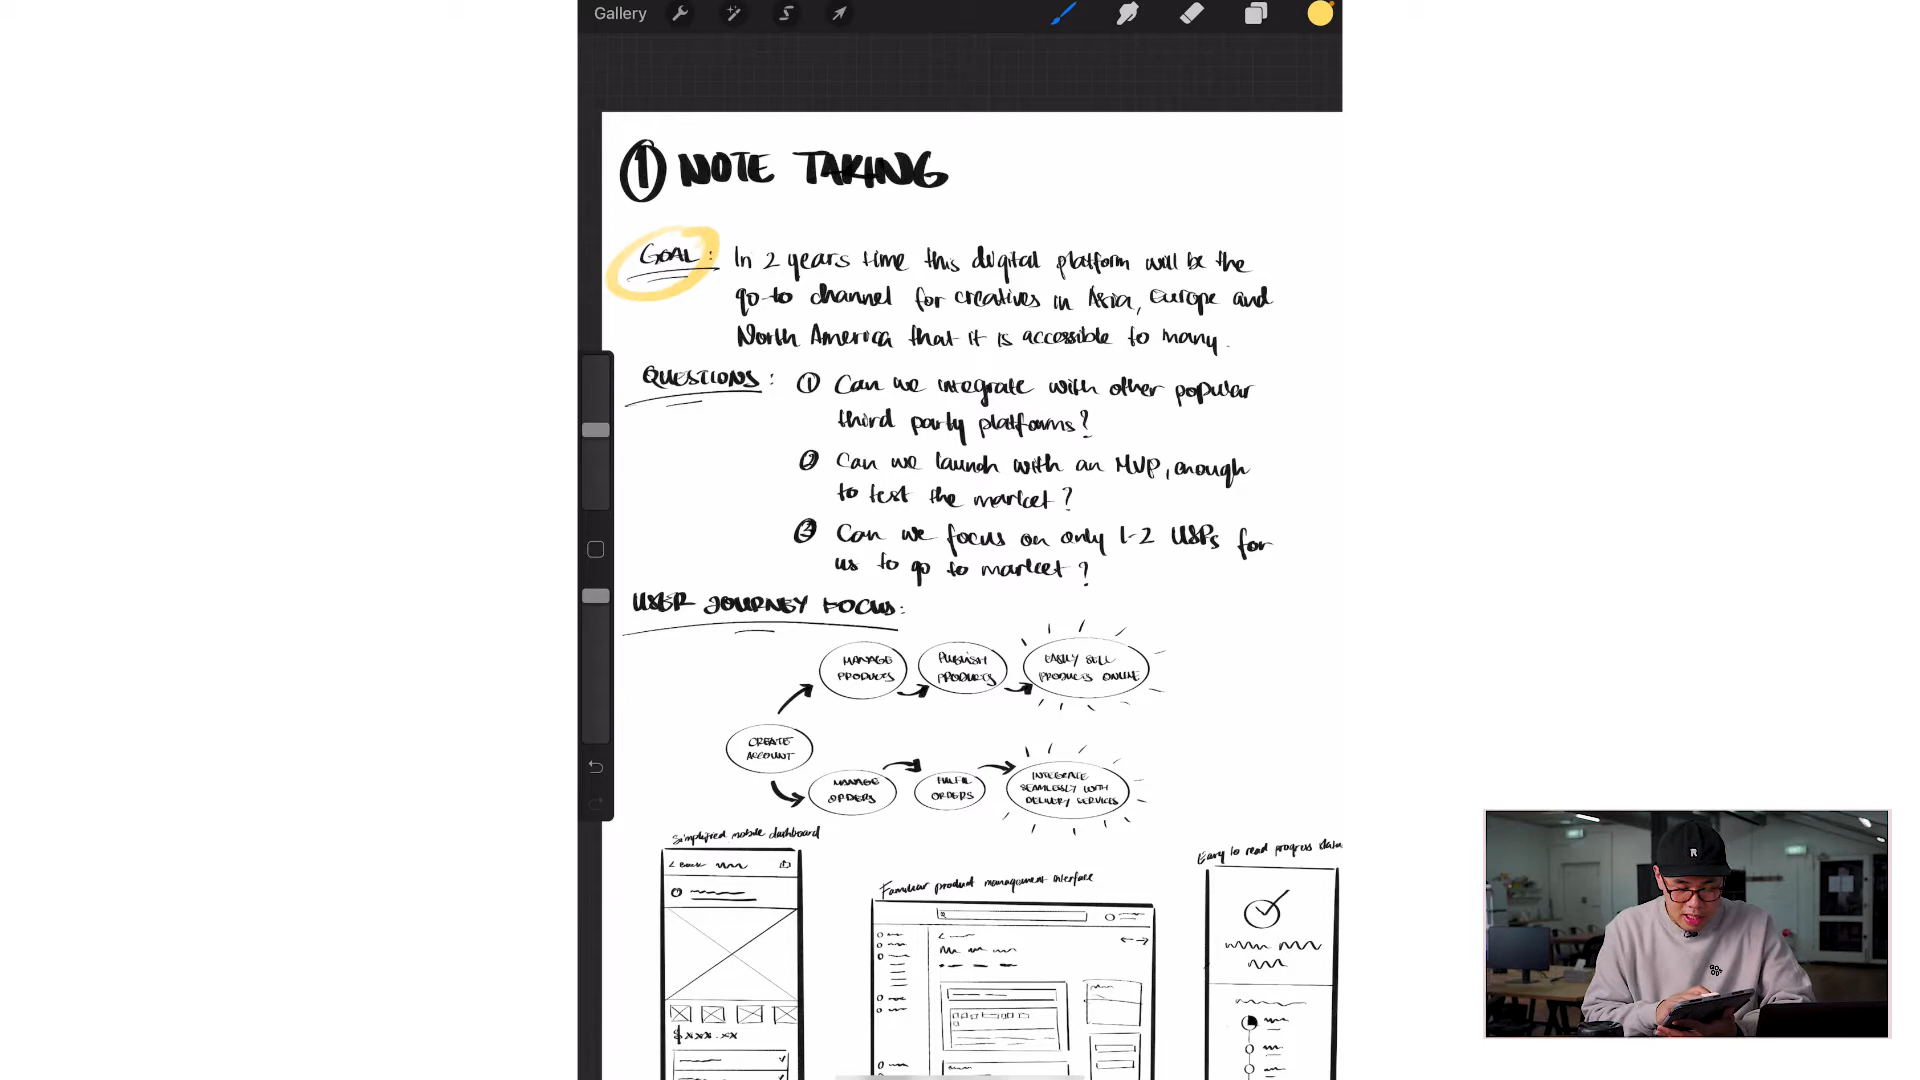 Gallery
① NOTE TAKING
GOAL: In 2 years time this digital platform will be the
go-to channel for creatives in Asia, Europe and
North America that it is accessible to many.
QUESTIONS: ① Can we integrate with other popular
third party platforms?
② Can we launch with an MVP, enough
to test the market?
③ Can we focus on only 1-2 USPs for
us to go to market?
USER JOURNEY FOCUS:
MANAGE
PRODUCTS
PUBLISH
PRODUCTS
EASILY SELL
PRODUCTS ONLINE
CREATE
ACCOUNT
MANAGE
ORDERS
FULFIL
ORDERS
INTEGRATE
SEAMLESSLY WITH
DELIVERY SERVICES
Simplified mobile dashboard
< Back
$xxx.xx
Familiar product management interface
Easy to read progress data
R